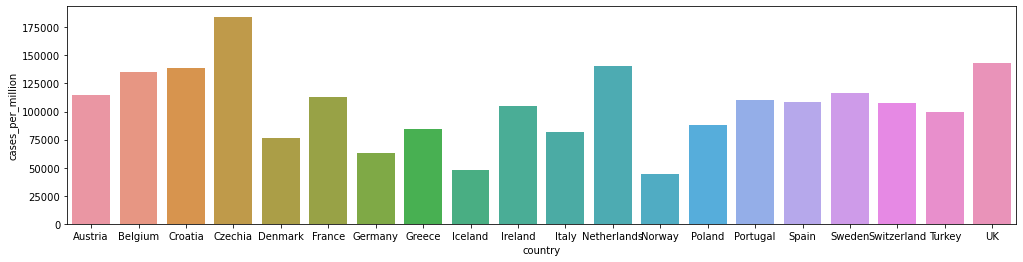 cases_per_million
175000
150000
125000
100000
75000
50000
25000
0
Austria Belgium Croatia Czechia Denmark France Germany Greece Iceland Ireland Italy Netherlands Norway Poland Portugal Spain Sweden Switzerland Turkey UK
country